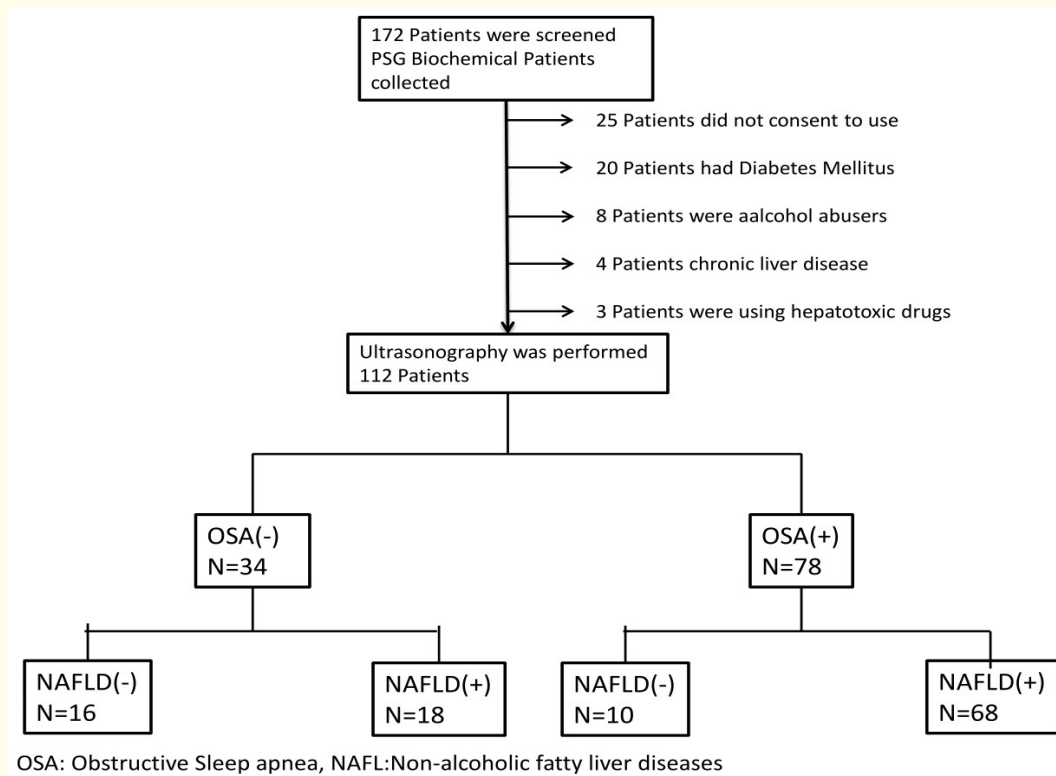 172 Patients were screened
PSG Biochemical Patients
collected
25 Patients did not consent to use
20 Patients had Diabetes Mellitus
8 Patients were aalcohol abusers
4 Patients chronic liver disease
3 Patients were using hepatotoxic drugs
Ultrasonography was performed
112 Patients
OSA(-)
N=34
OSA(+)
N=78
NAFLD(-)
N=16
NAFLD(+)
N=18
NAFLD(-)
N=10
NAFLD(+)
N=68
OSA: Obstructive Sleep apnea, NAFL:Non-alcoholic fatty liver diseases